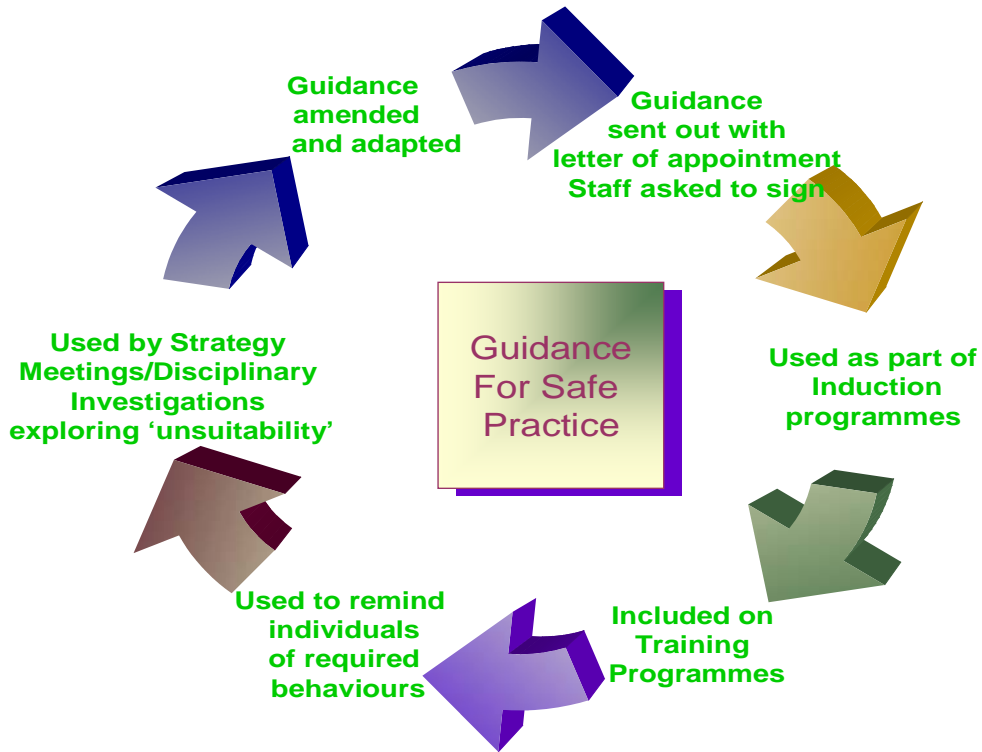 Guidance
amended
and adapted
Guidance
sent out with
letter of appointment
Staff asked to sign
Used as part of
Induction
programmes
Included on
Training
Programmes
Used to remind
individuals
of required
behaviours
Used by Strategy
Meetings/Disciplinary
Investigations
exploring ‘unsuitability’
Guidance
For Safe
Practice